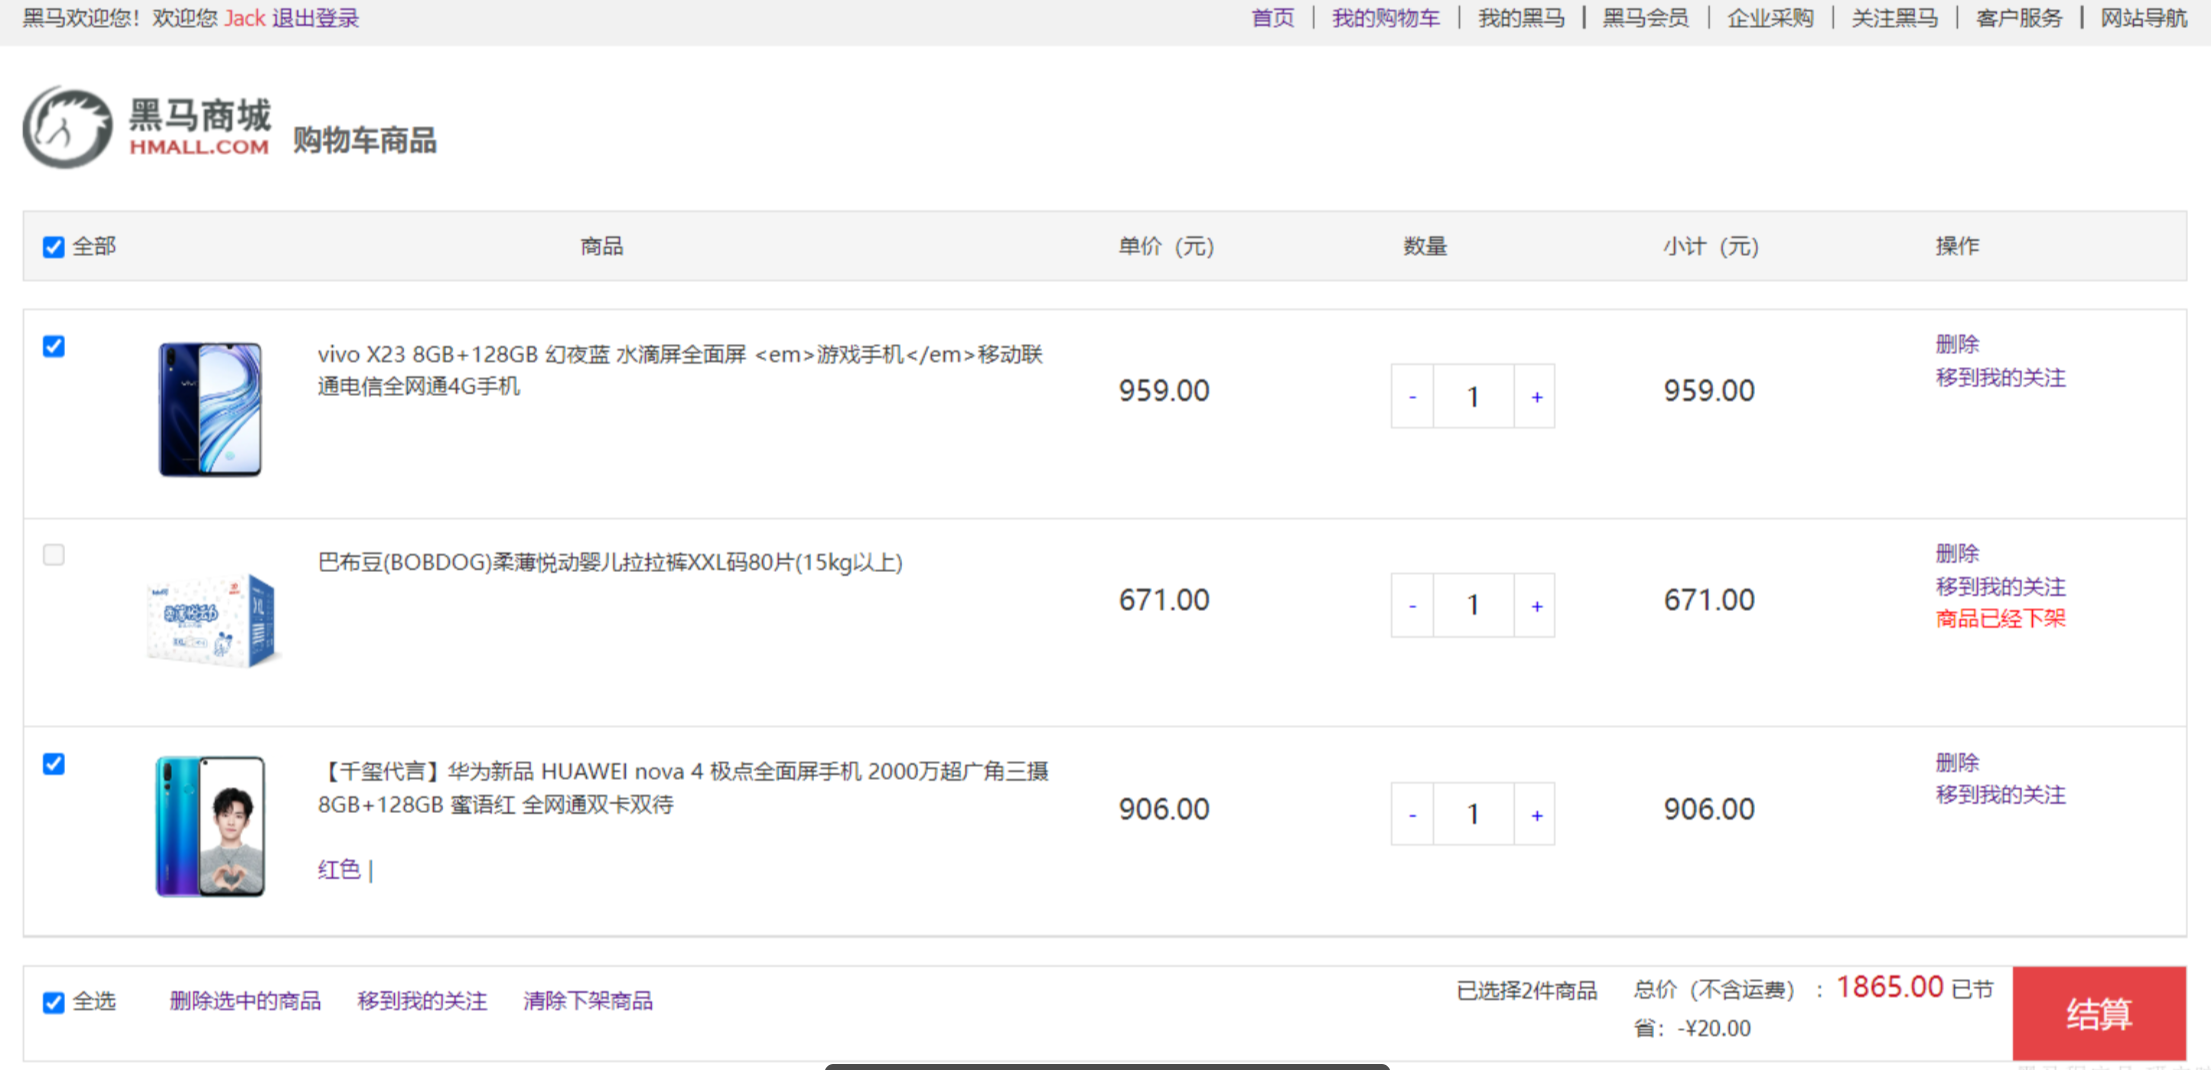 黑马欢迎您！欢迎您 Jack 退出登录
首页 | 我的购物车 | 我的黑马 | 黑马会员 | 企业采购 | 关注黑马 | 客户服务 | 网站导航
黑马商城
HMALL.COM
购物车商品
全部 商品 单价（元） 数量 小计（元） 操作
vivo X23 8GB+128GB 幻夜蓝 水滴屏全面屏 <em>游戏手机</em>移动联
通电信全网通4G手机
959.00 - 1 + 959.00
删除
移到我的关注
巴布豆(BOBDOG)柔薄悦动婴儿拉拉裤XXL码80片(15kg以上)
671.00 - 1 + 671.00
删除
移到我的关注
商品已经下架
【千玺代言】华为新品 HUAWEI nova 4 极点全面屏手机 2000万超广角三摄
8GB+128GB 蜜语红 全网通双卡双待
红色 |
906.00 - 1 + 906.00
删除
移到我的关注
全选 删除选中的商品 移到我的关注 清除下架商品
已选择2件商品 总价（不含运费）：1865.00 已节
省：-¥20.00
结算